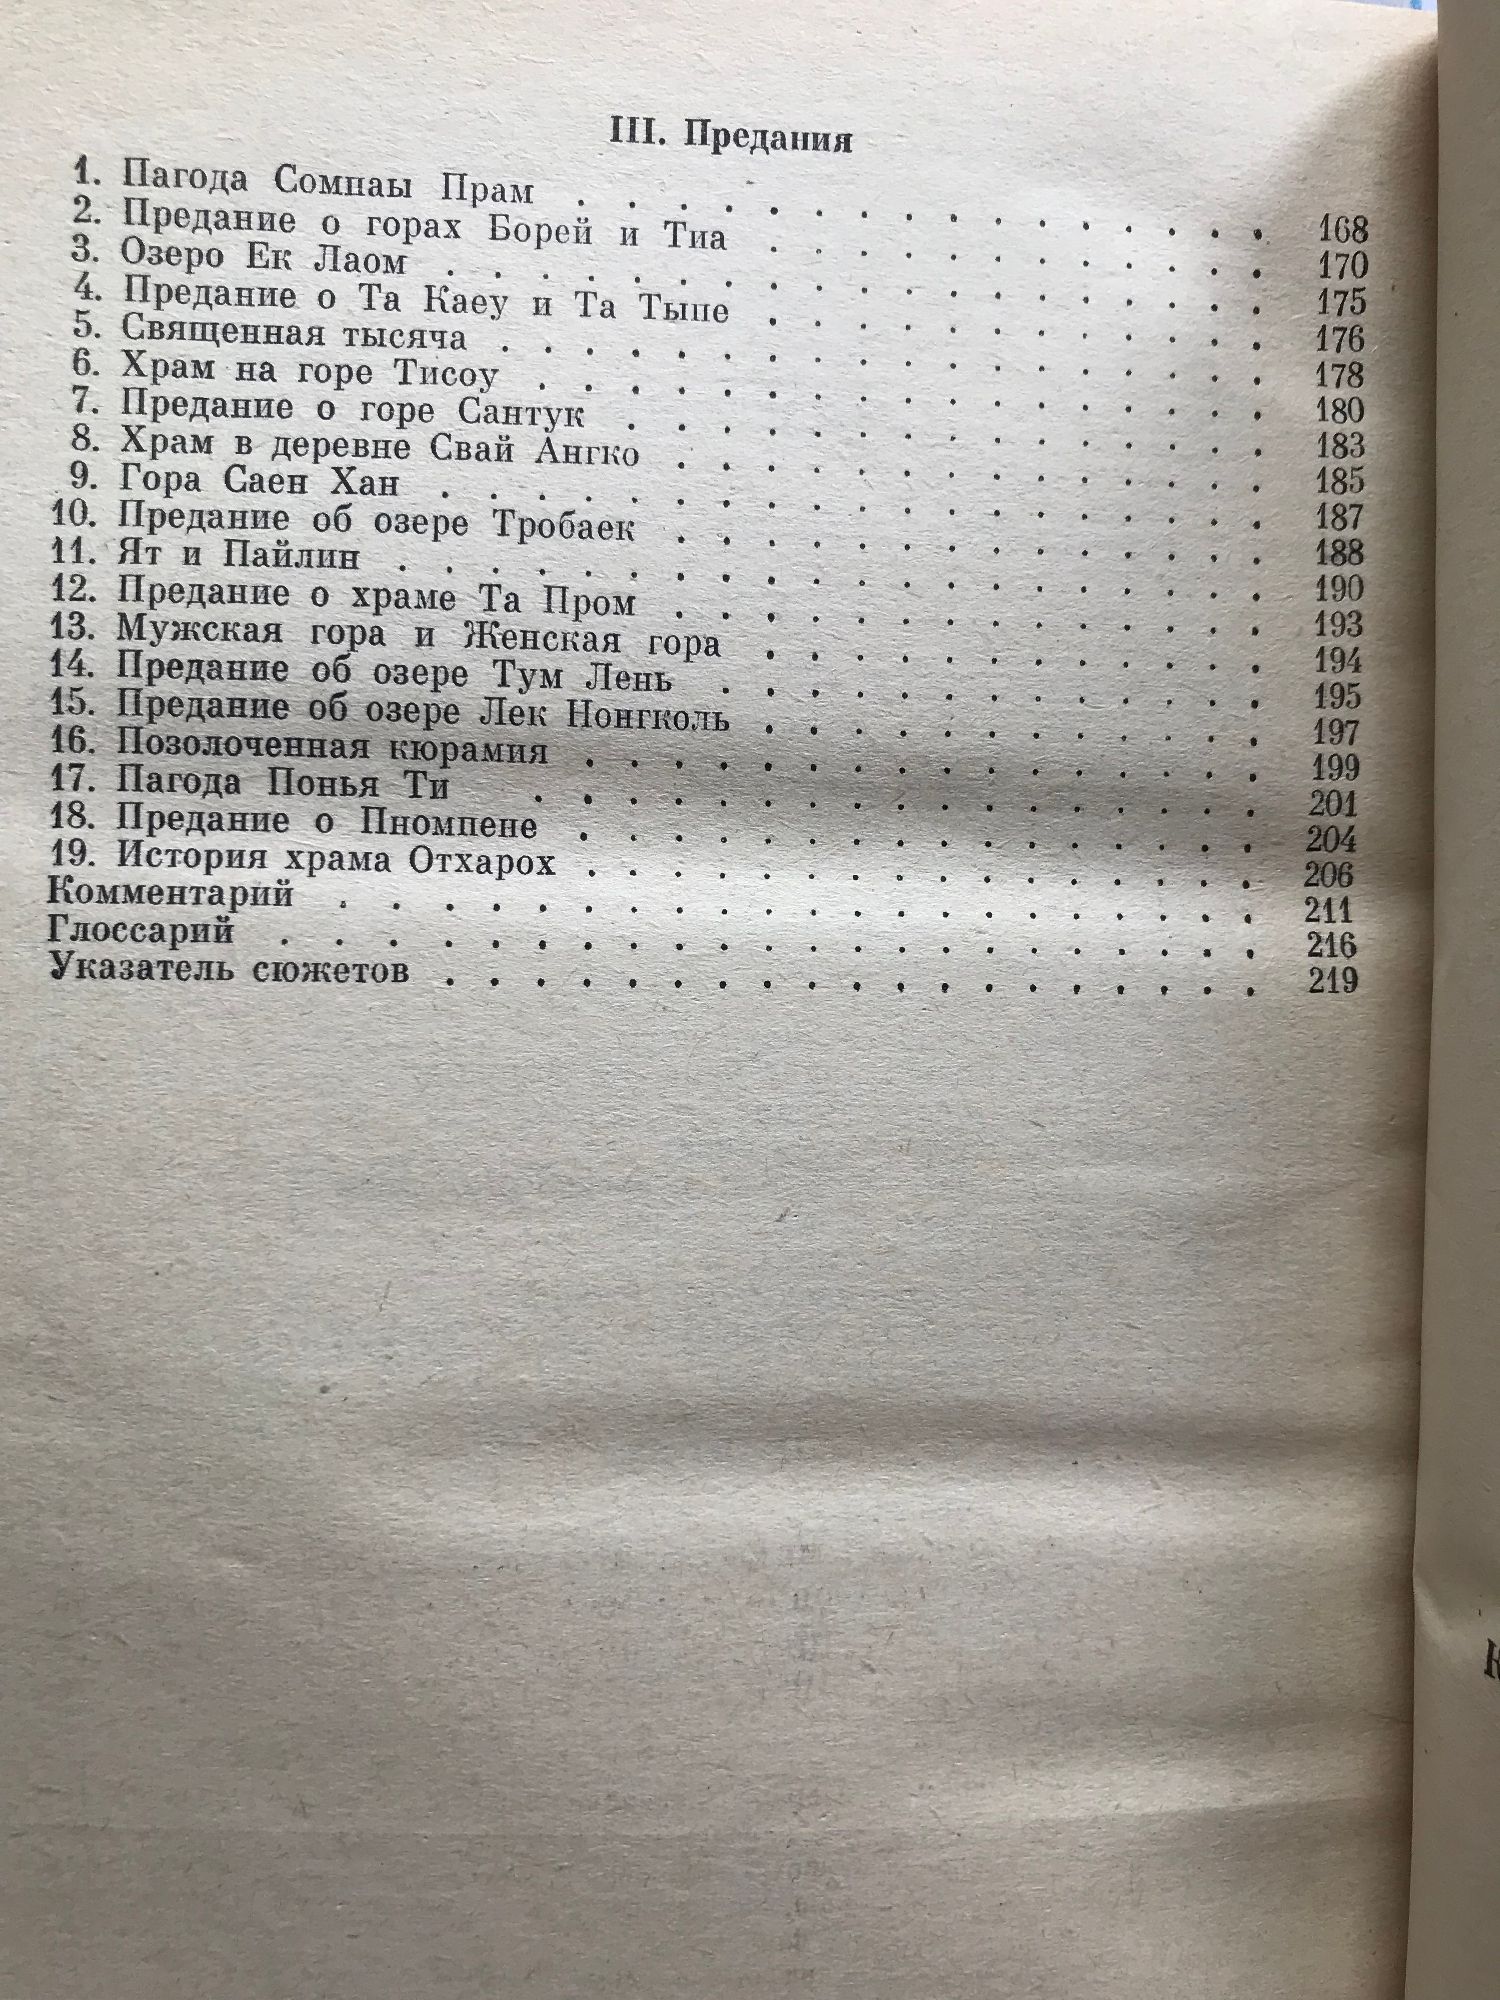 III. Предания
1. Пагода Сомпаы Прам . . . . . . . . . . . . . . . 168
2. Предание о горах Борей и Тиа . . . . . . . . . . . 170
3. Озеро Ек Лаом . . . . . . . . . . . . . . . . . . 175
4. Предание о Та Каеу и Та Тыпе . . . . . . . . . . . 176
5. Священная тысяча . . . . . . . . . . . . . . . . . 178
6. Храм на горе Тисоу . . . . . . . . . . . . . . . . 180
7. Предание о горе Сантук . . . . . . . . . . . . . . 183
8. Храм в деревне Свай Ангко . . . . . . . . . . . . . 185
9. Гора Саен Хан . . . . . . . . . . . . . . . . . . 187
10. Предание об озере Тробаек . . . . . . . . . . . . . 188
11. Ят и Пайлин . . . . . . . . . . . . . . . . . . . 190
12. Предание о храме Та Пром . . . . . . . . . . . . . 193
13. Мужская гора и Женская гора . . . . . . . . . . . 194
14. Предание об озере Тум Лень . . . . . . . . . . . . 195
15. Предание об озере Лек Нонгколь . . . . . . . . . . . 197
16. Позолоченная кюрамия . . . . . . . . . . . . . . . 199
17. Пагода Понья Ти . . . . . . . . . . . . . . . . 201
18. Предание о Пномпене . . . . . . . . . . . . . . . 204
19. История храма Отхарох . . . . . . . . . . . . . . . 206
Комментарий . . . . . . . . . . . . . . . . . . . . 211
Глоссарий . . . . . . . . . . . . . . . . . . . . . 216
Указатель сюжетов . . . . . . . . . . . . . . . . . . 219